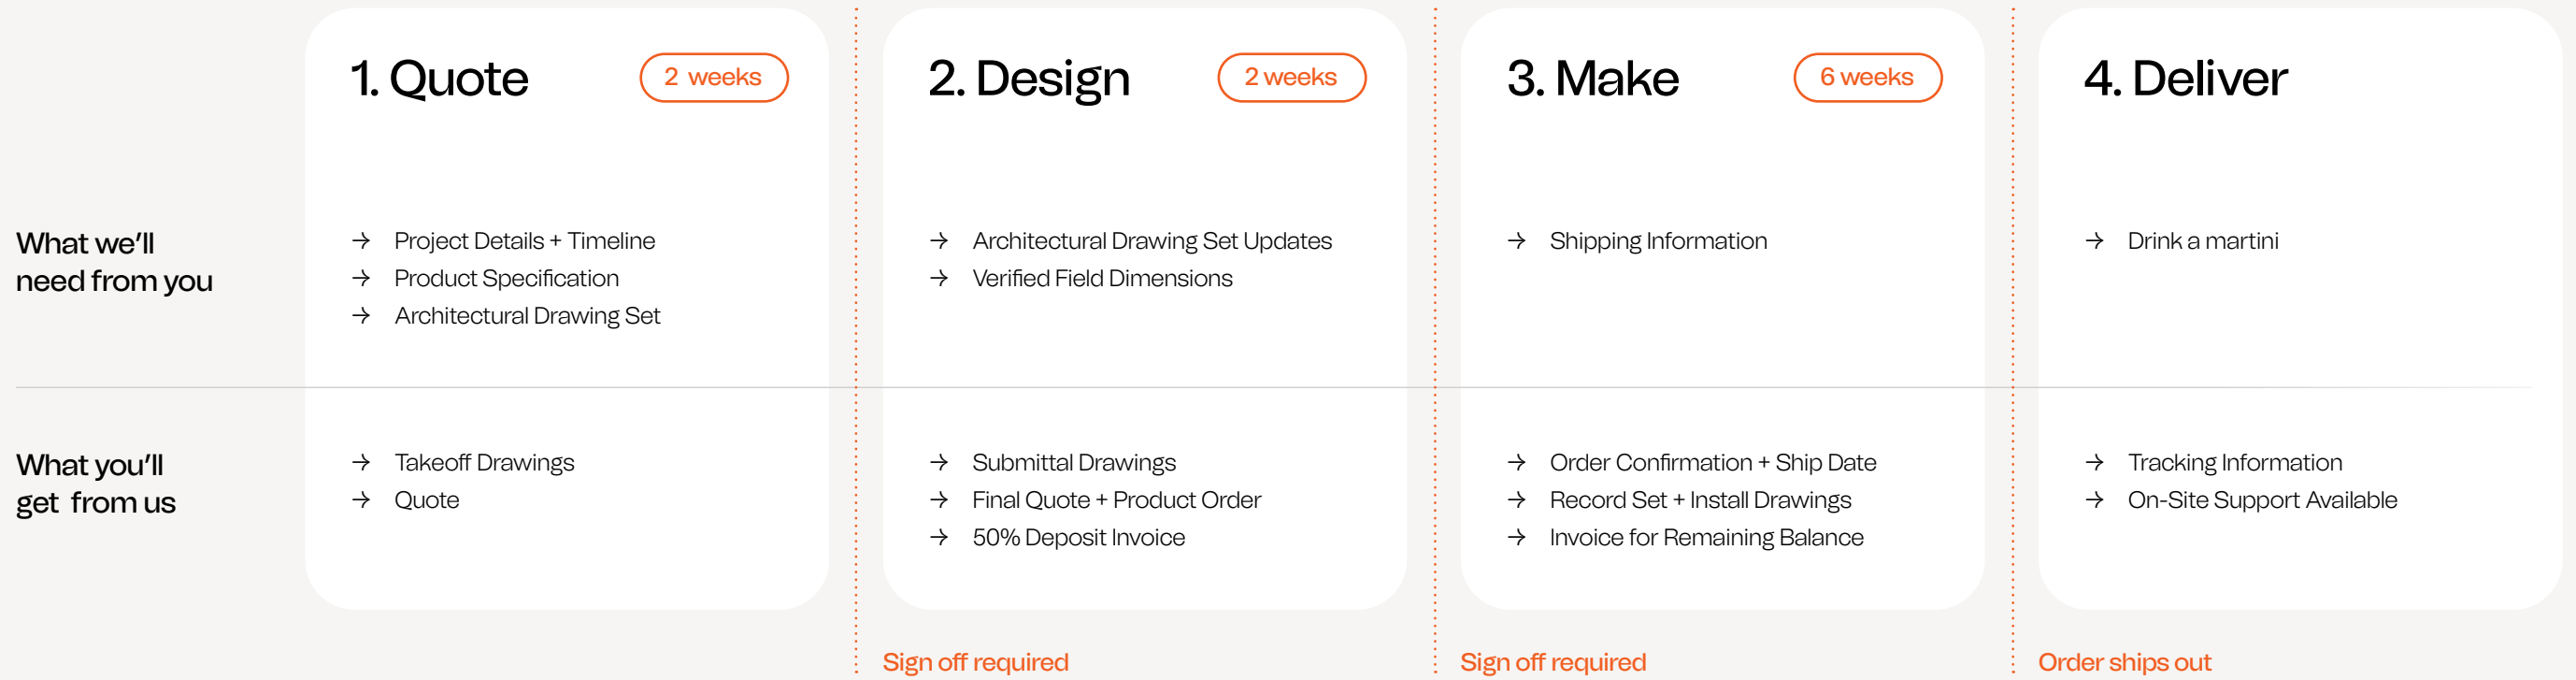 1. Quote
2 weeks
2. Design
2 weeks
3. Make
6 weeks
4. Deliver
What we'll
need from you
→ Project Details + Timeline
→ Product Specification
→ Architectural Drawing Set
→ Architectural Drawing Set Updates
→ Verified Field Dimensions
→ Shipping Information
→ Drink a martini
What you'll
get from us
→ Takeoff Drawings
→ Quote
→ Submittal Drawings
→ Final Quote + Product Order
→ 50% Deposit Invoice
→ Order Confirmation + Ship Date
→ Record Set + Install Drawings
→ Invoice for Remaining Balance
→ Tracking Information
→ On-Site Support Available
Sign off required
Sign off required
Order ships out